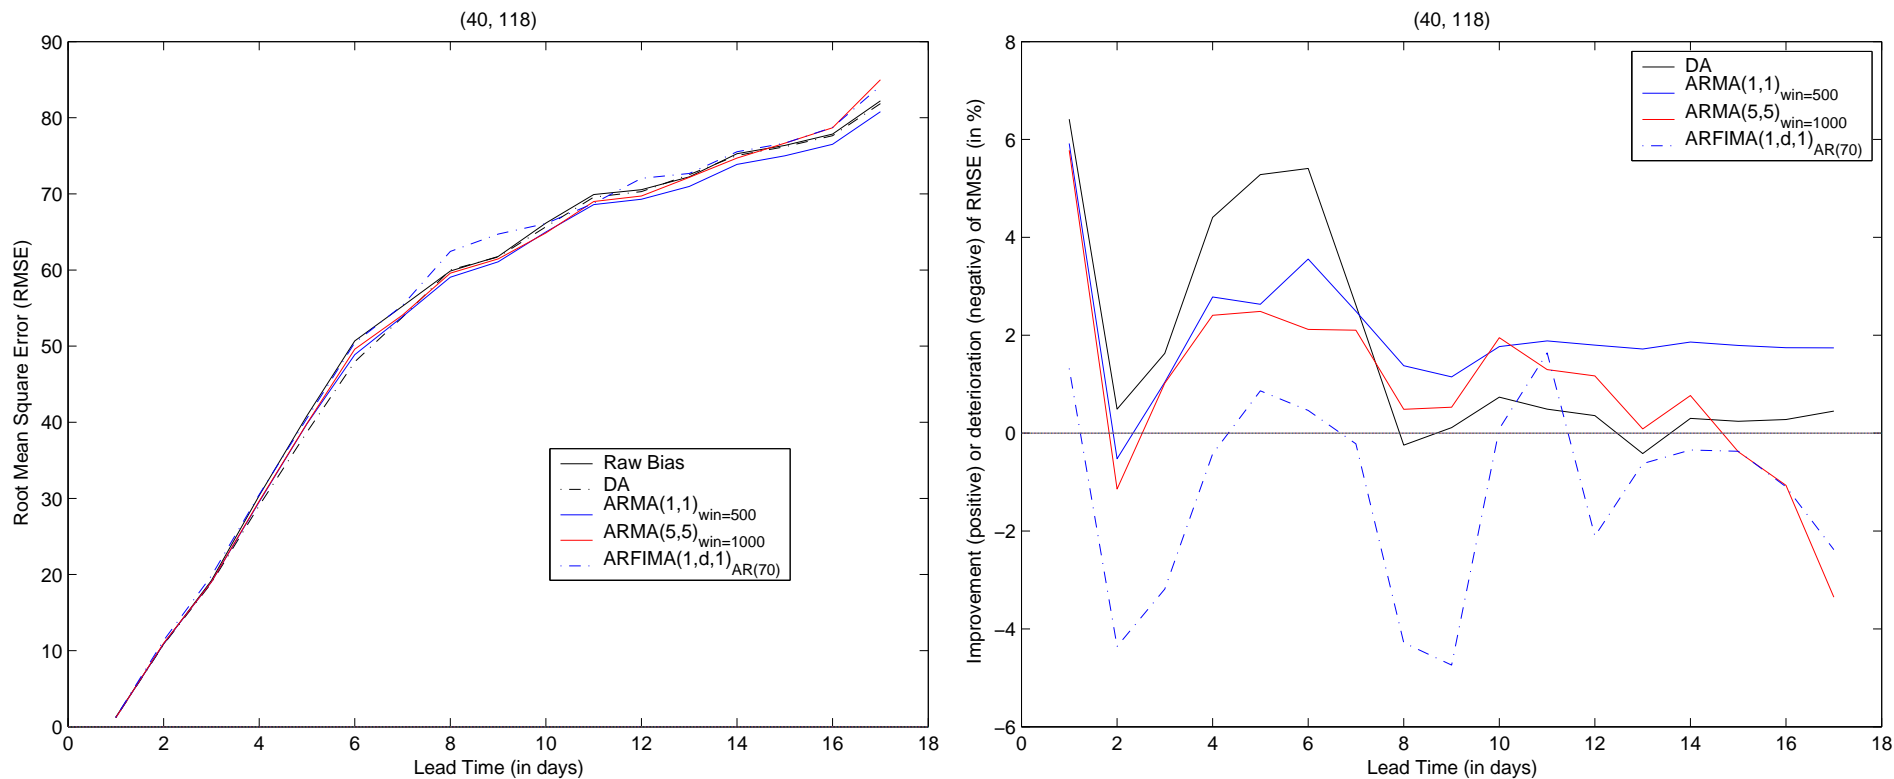 (40, 118)
90
80
70
60
50
40
30
20
10
0
0 2 4 6 8 10 12 14 16 18
Root Mean Square Error (RMSE)
Lead Time (in days)
Raw Bias
DA
ARMA(1,1)win=500
ARMA(5,5)win=1000
ARFIMA(1,d,1)AR(70)
(40, 118)
8
6
4
2
0
−2
−4
−6
0 2 4 6 8 10 12 14 16 18
Improvement (positive) or deterioration (negative) of RMSE (in %)
Lead Time (in days)
DA
ARMA(1,1)win=500
ARMA(5,5)win=1000
ARFIMA(1,d,1)AR(70)